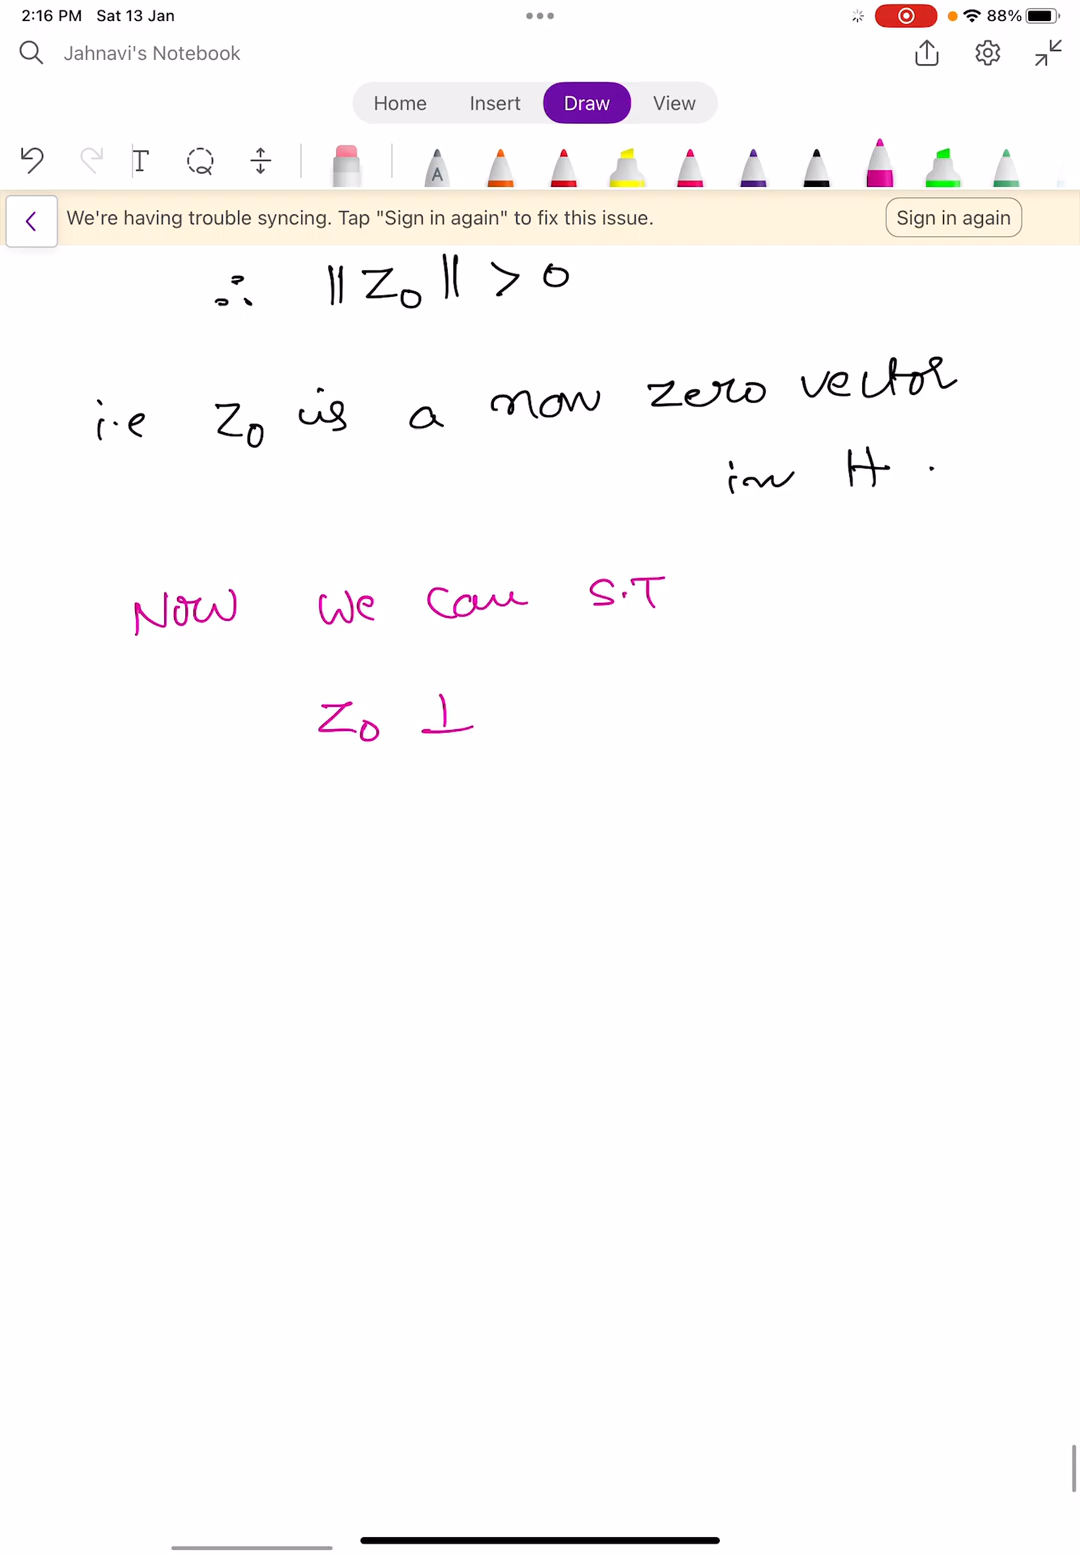 2:16 PM Sat 13 Jan 88%
Jahnavi's Notebook
Home Insert Draw View
T A
We're having trouble syncing. Tap "Sign in again" to fix this issue. Sign in again
∴ ||Z₀|| > 0
i.e Z₀ is a non zero vector
in H.
Now we can S.T
Z₀ ⊥